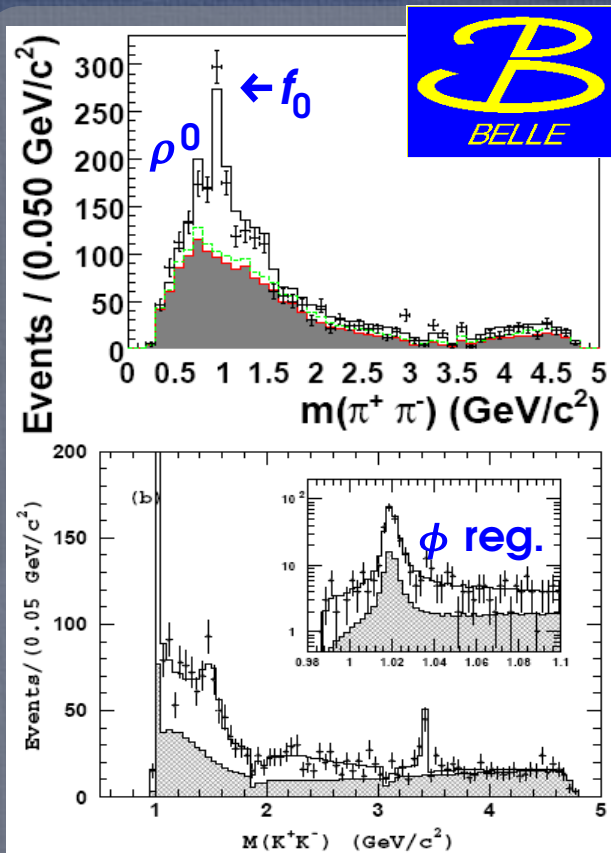 Events / (0.050 GeV/c²)
300
250
200
150
100
50
0
← f₀
ρ⁰
BELLE
0 0.5 1 1.5 2 2.5 3 3.5 4 4.5 5
m(π⁺ π⁻) (GeV/c²)
Events/(0.05 GeV/c²)
200
150
100
50
0
(b)
10²
10
1
φ reg.
0.98 1 1.02 1.04 1.06 1.08 1.1
1 2 3 4 5
M(K⁺K⁻) (GeV/c²)